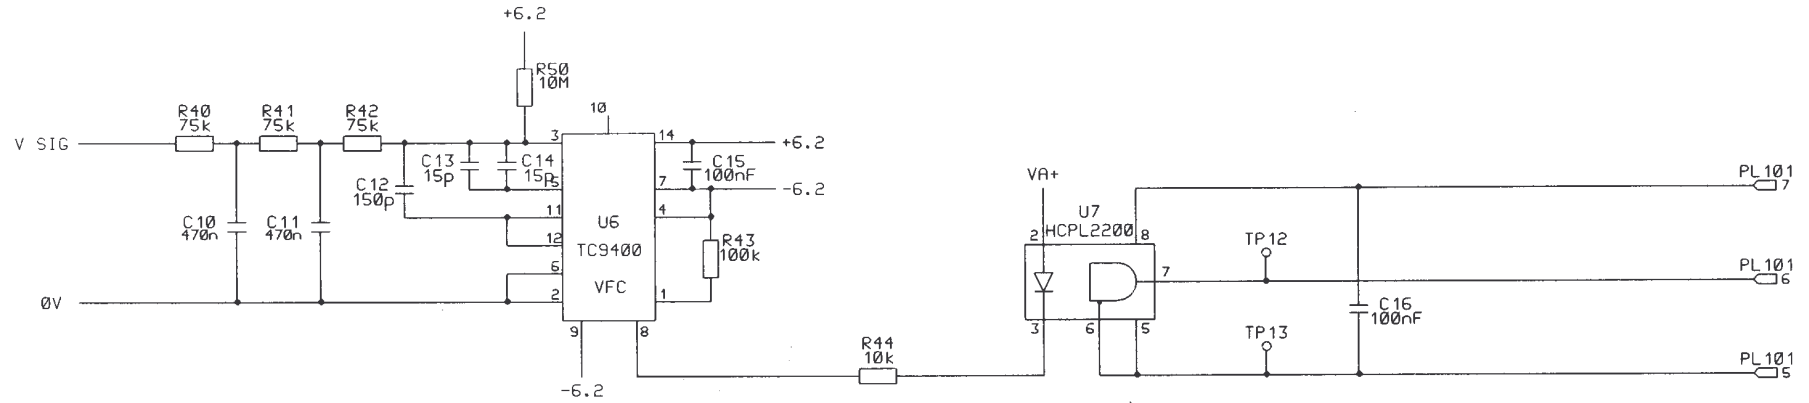 +6.2
R50
10M
R40
75k
R41
75k
R42
75k
10
V SIG
3
14
+6.2
C13
15p
C14
15p
C15
100nF
C12
150p
5
7
-6.2
VA+
PL101
7
C10
470n
C11
470n
11
U6
4
U7
HCPL2200
2
8
12
TC9400
R43
100k
TP12
6
VFC
7
PL101
6
0V
2
1
C16
100nF
9
8
3
6
5
TP13
R44
10k
PL101
5
-6.2